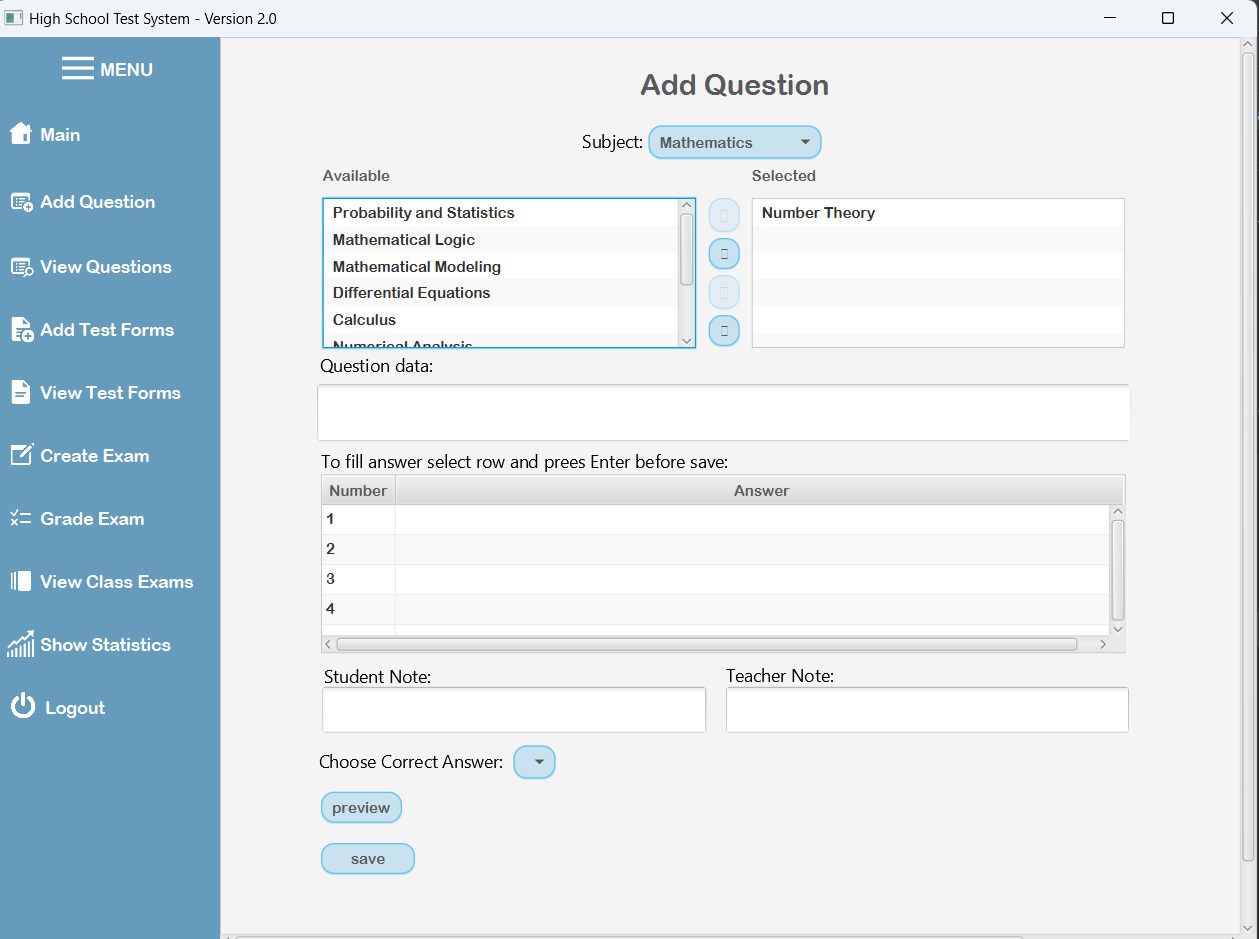 High School Test System - Version 2.0
MENU
Main
Add Question
View Questions
Add Test Forms
View Test Forms
Create Exam
Grade Exam
View Class Exams
Show Statistics
Logout
Add Question
Subject: Mathematics
Available
Probability and Statistics
Mathematical Logic
Mathematical Modeling
Differential Equations
Calculus
Numerical Analysis
Selected
Number Theory
Question data:
To fill answer select row and prees Enter before save:
Number Answer
1
2
3
4
Student Note:
Teacher Note:
Choose Correct Answer:
preview
save